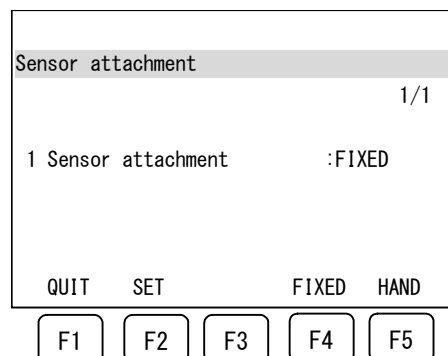 Sensor attachment
1/1
1 Sensor attachment :FIXED
QUIT SET FIXED HAND
F1 F2 F3 F4 F5